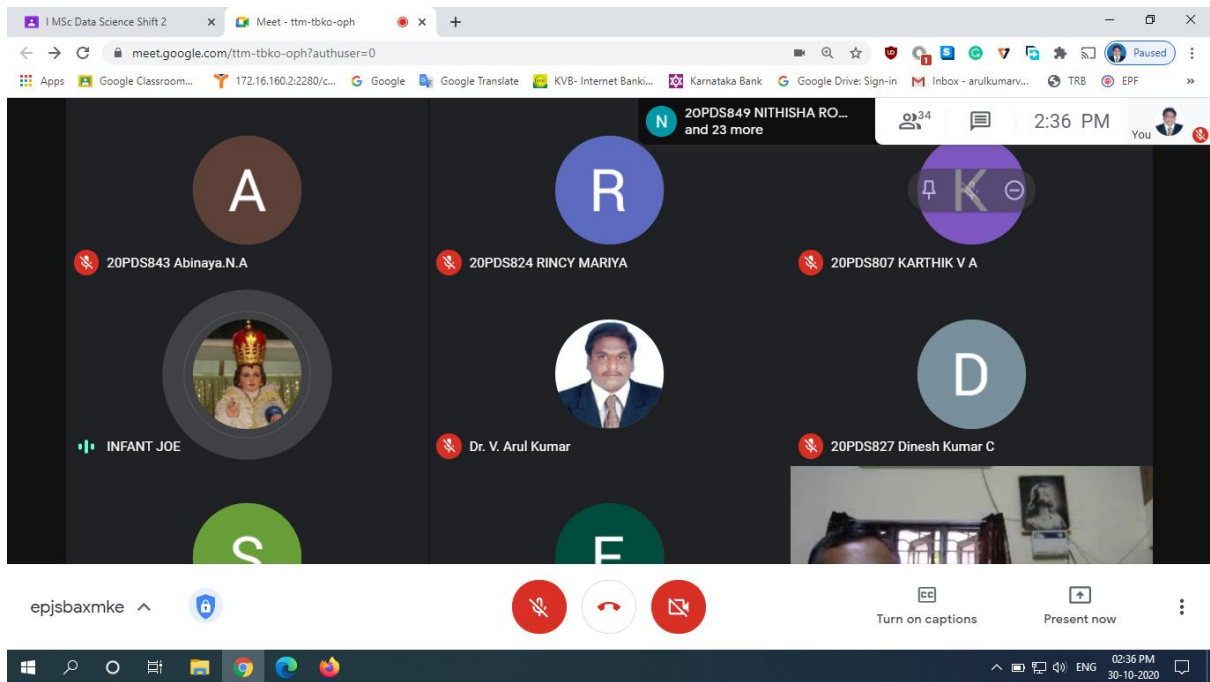 I MSc Data Science Shift 2
Meet - ttm-tbko-oph
meet.google.com/ttm-tbko-oph?authuser=0
Paused
Apps Google Classroom... 172.16.160.2:2280/c... Google Google Translate KVB- Internet Banki... Karnataka Bank Google Drive: Sign-in Inbox - arulkumarv... TRB EPF »
N 20PDS849 NITHISHA RO...
and 23 more
34
2:36 PM
You
A
R
K
20PDS843 Abinaya.N.A
20PDS824 RINCY MARIYA
20PDS807 KARTHIK V A
D
INFANT JOE
Dr. V. Arul Kumar
20PDS827 Dinesh Kumar C
S
epjsbaxmke
CC
Turn on captions
Present now
ENG
02:36 PM
30-10-2020